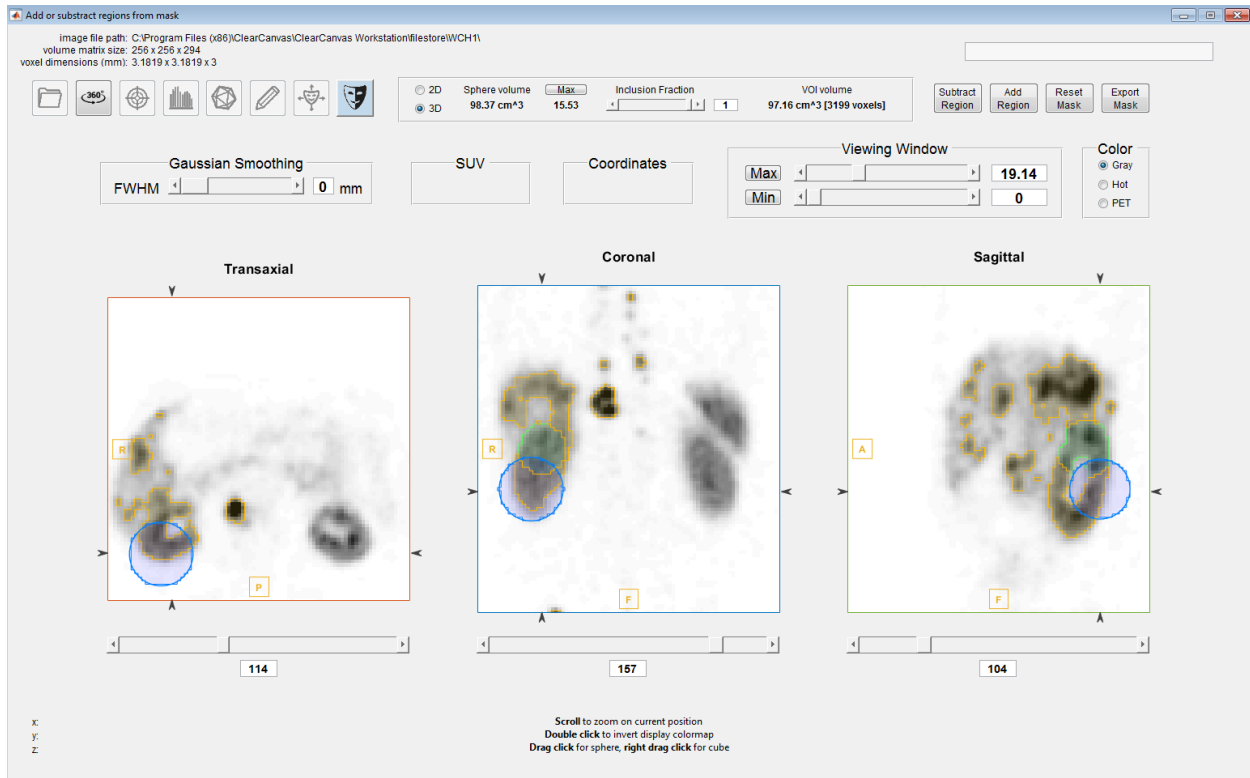 Add or substract regions from mask
image file path: C:\Program Files (x86)\ClearCanvas\ClearCanvas Workstation\filestore\WCH1\
volume matrix size: 256 x 256 x 294
voxel dimensions (mm): 3.1819 x 3.1819 x 3
360°
2D
3D
Sphere volume
98.37 cm^3
Max
15.53
Inclusion Fraction
1
VOI volume
97.16 cm^3 [3199 voxels]
Subtract Region
Add Region
Reset Mask
Export Mask
Gaussian Smoothing
FWHM 0 mm
SUV
Coordinates
Viewing Window
Max 19.14
Min 0
Color
Gray
Hot
PET
Transaxial
Coronal
Sagittal
R
P
R
F
A
F
114
157
104
x:
y:
z:
Scroll to zoom on current position
Double click to invert display colormap
Drag click for sphere, right drag click for cube